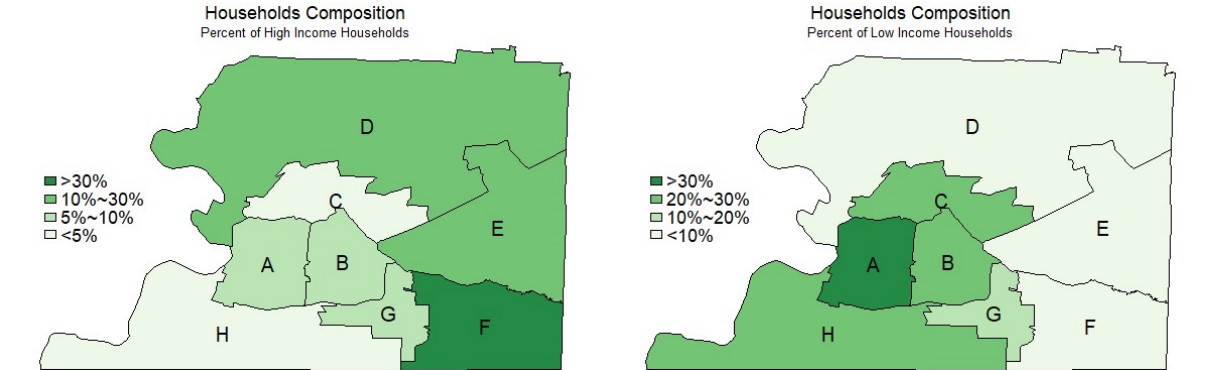 Households Composition
Percent of High Income Households
D
>30%
10%~30%
5%~10%
<5%
C
E
A
B
G
F
H
Households Composition
Percent of Low Income Households
D
>30%
20%~30%
10%~20%
<10%
C
E
A
B
G
F
H